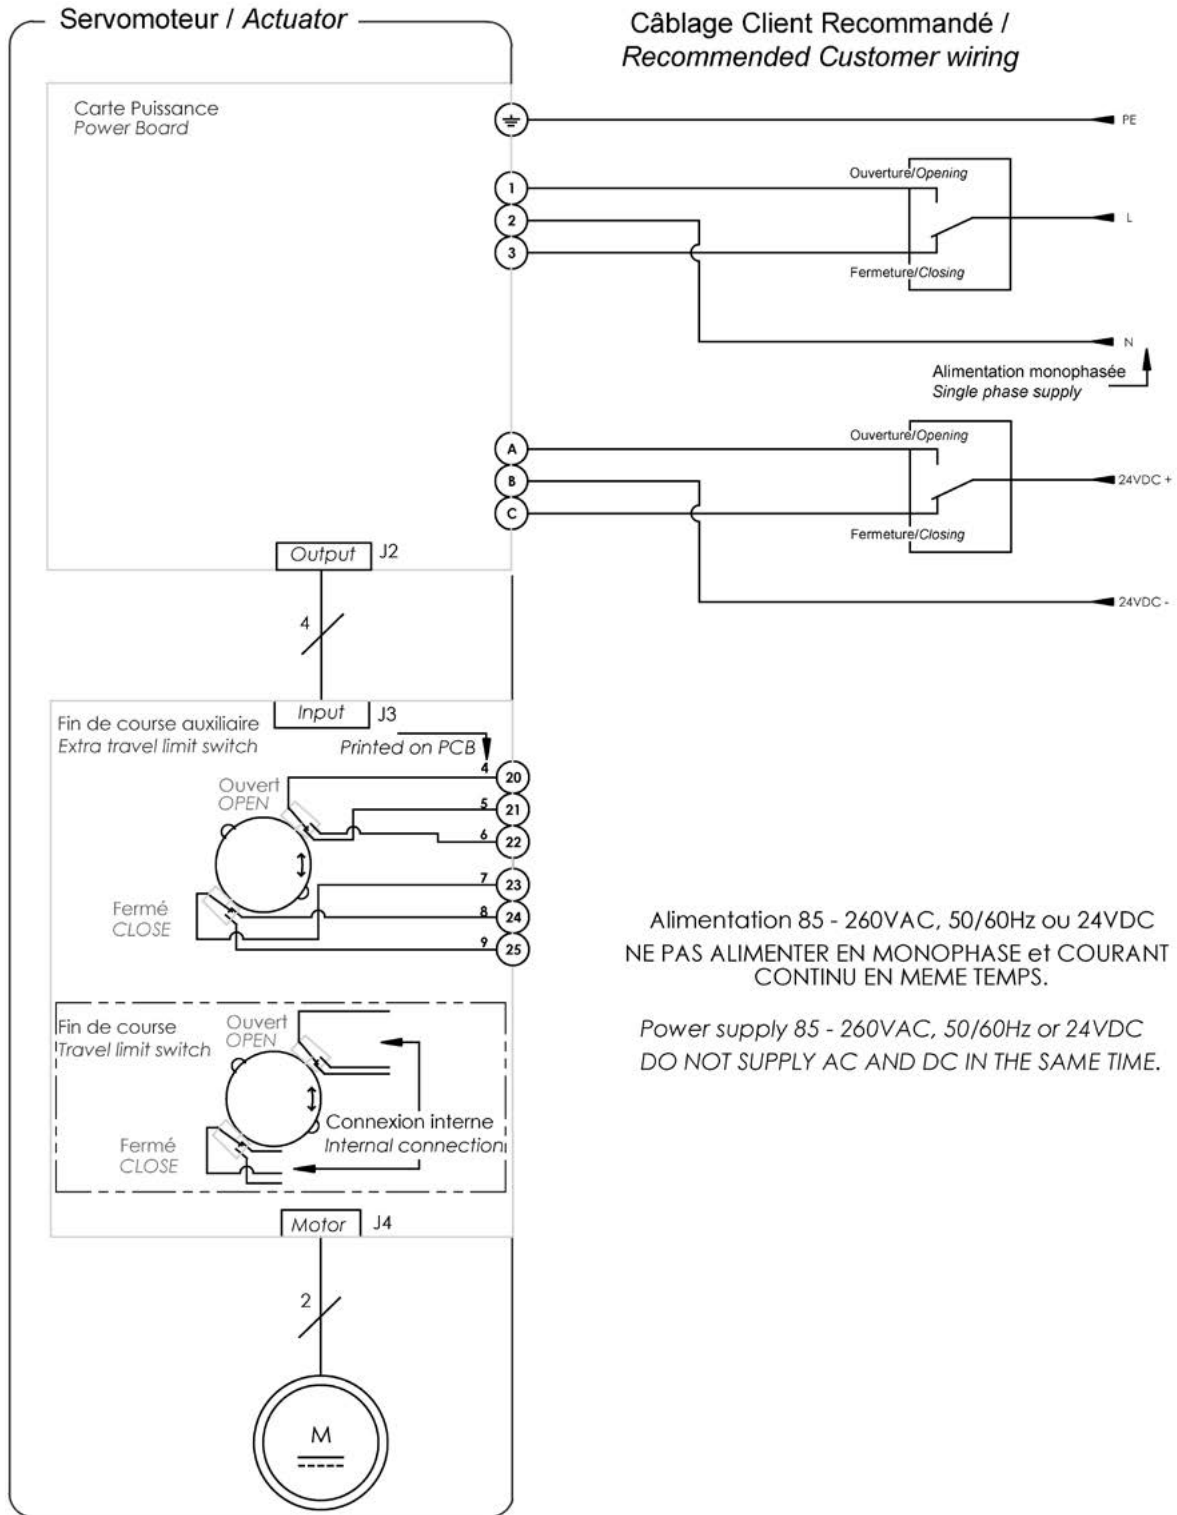 Servomoteur / Actuator
Câblage Client Recommandé /
Recommended Customer wiring
Carte Puissance
Power Board
PE
1
2
3
Ouverture/Opening
L
Fermeture/Closing
N
Alimentation monophasée
Single phase supply
A
B
C
Ouverture/Opening
24VDC +
Fermeture/Closing
24VDC -
Output J2
4
Input J3
Fin de course auxiliaire
Extra travel limit switch
Printed on PCB
Ouvert
OPEN
4 20
5 21
6 22
7 23
8 24
9 25
Fermé
CLOSE
Alimentation 85 - 260VAC, 50/60Hz ou 24VDC
NE PAS ALIMENTER EN MONOPHASE et COURANT
CONTINU EN MEME TEMPS.
Power supply 85 - 260VAC, 50/60Hz or 24VDC
DO NOT SUPPLY AC AND DC IN THE SAME TIME.
Fin de course
Travel limit switch
Ouvert
OPEN
Connexion interne
Internal connection
Fermé
CLOSE
Motor J4
2
M